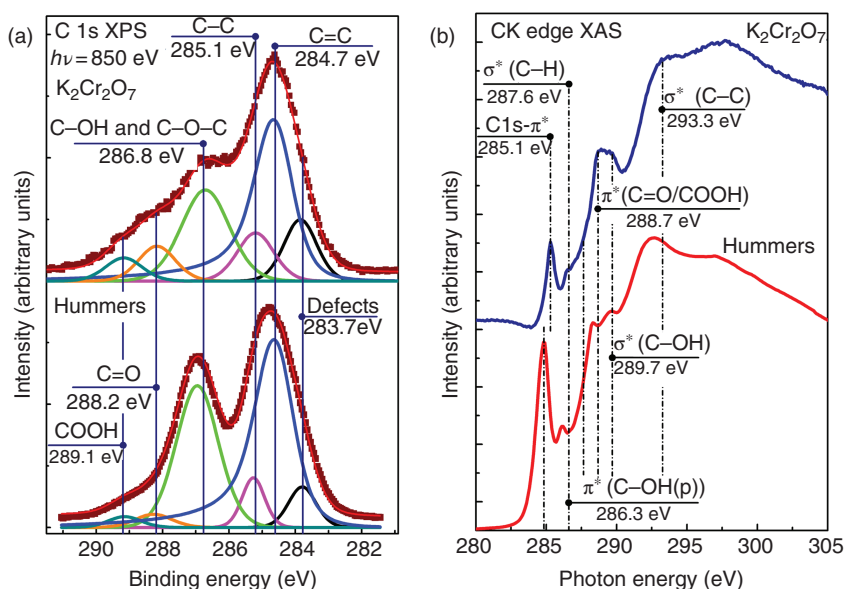 (a)
C 1s XPS
hν = 850 eV
K2Cr2O7
C–C
285.1 eV
C=C
284.7 eV
C–OH and C–O–C
286.8 eV
Hummers
Defects
283.7eV
C=O
288.2 eV
COOH
289.1 eV
Intensity (arbitrary units)
290 288 286 284 282
Binding energy (eV)
(b)
CK edge XAS
K2Cr2O7
σ* (C–H)
287.6 eV
C1s-π*
285.1 eV
σ* (C–C)
293.3 eV
π*(C=O/COOH)
288.7 eV
Hummers
σ* (C–OH)
289.7 eV
π* (C–OH(p))
286.3 eV
Intensity (arbitrary units)
280 285 290 295 300 305
Photon energy (eV)